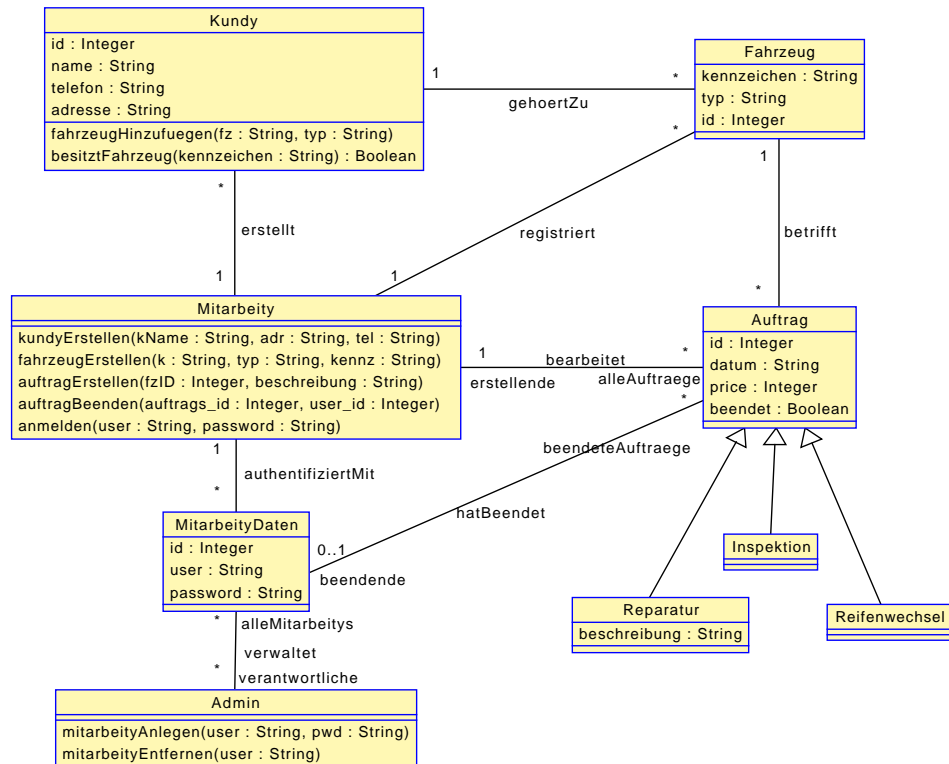 Kundy
id : Integer
name : String
telefon : String
adresse : String
fahrzeugHinzufuegen(fz : String, typ : String)
besitztFahrzeug(kennzeichen : String) : Boolean
Fahrzeug
kennzeichen : String
typ : String
id : Integer
1
*
gehoertZu
*
1
*
erstellt
registriert
betrifft
1
1
*
Mitarbeity
kundyErstellen(kName : String, adr : String, tel : String)
fahrzeugErstellen(k : String, typ : String, kennz : String)
auftragErstellen(fzID : Integer, beschreibung : String)
auftragBeenden(auftrags_id : Integer, user_id : Integer)
anmelden(user : String, password : String)
Auftrag
id : Integer
datum : String
price : Integer
beendet : Boolean
1
bearbeitet
*
erstellende
alleAuftraege
*
1
beendeteAuftraege
authentifiziertMit
*
hatBeendet
MitarbeityDaten
id : Integer
user : String
password : String
0..1
beendende
Inspektion
Reparatur
beschreibung : String
Reifenwechsel
*
alleMitarbeitys
verwaltet
*
verantwortliche
Admin
mitarbeityAnlegen(user : String, pwd : String)
mitarbeityEntfernen(user : String)